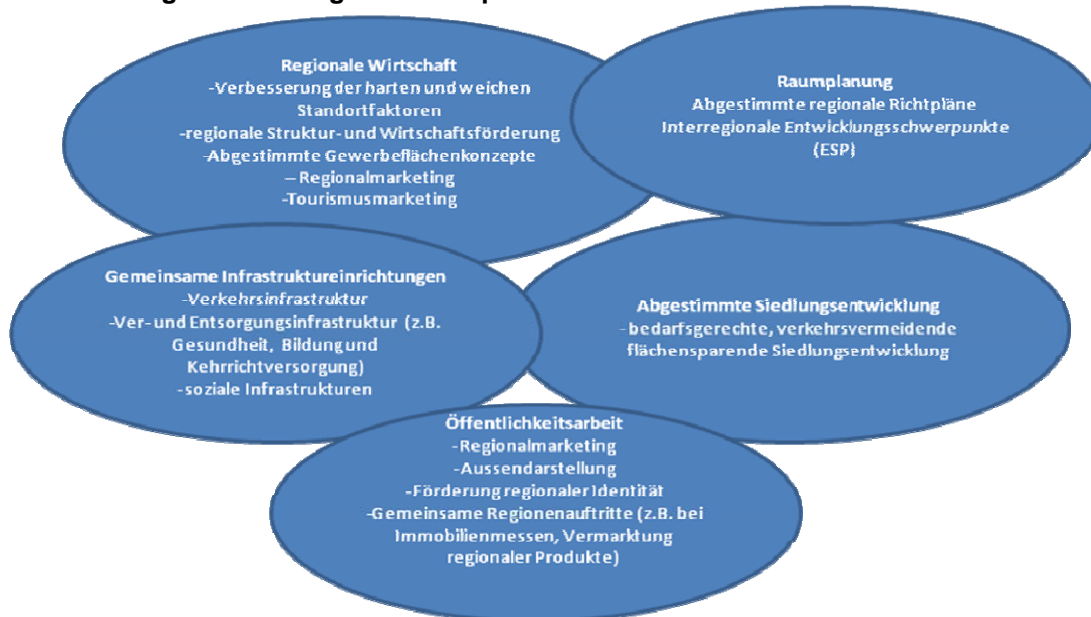 Regionale Wirtschaft
-Verbesserung der harten und weichen
Standortfaktoren
-regionale Struktur- und Wirtschaftsförderung
-Abgestimmte Gewerbeflächenkonzepte
– Regionalmarketing
-Tourismusmarketing
Raumplanung
Abgestimmte regionale Richtpläne
Interregionale Entwicklungsschwerpunkte
(ESP)
Gemeinsame Infrastruktureinrichtungen
-Verkehrsinfrastruktur
-Ver- und Entsorgungsinfrastruktur (z.B.
Gesundheit, Bildung und
Kehrrichtversorgung)
-soziale Infrastrukturen
Abgestimmte Siedlungsentwicklung
- bedarfsgerechte, verkehrsvermeidende
flächensparende Siedlungsentwicklung
Öffentlichkeitsarbeit
-Regionalmarketing
-Aussendarstellung
-Förderung regionaler Identität
-Gemeinsame Regionenauftritte (z.B. bei
Immobilienmessen, Vermarktung
regionaler Produkte)